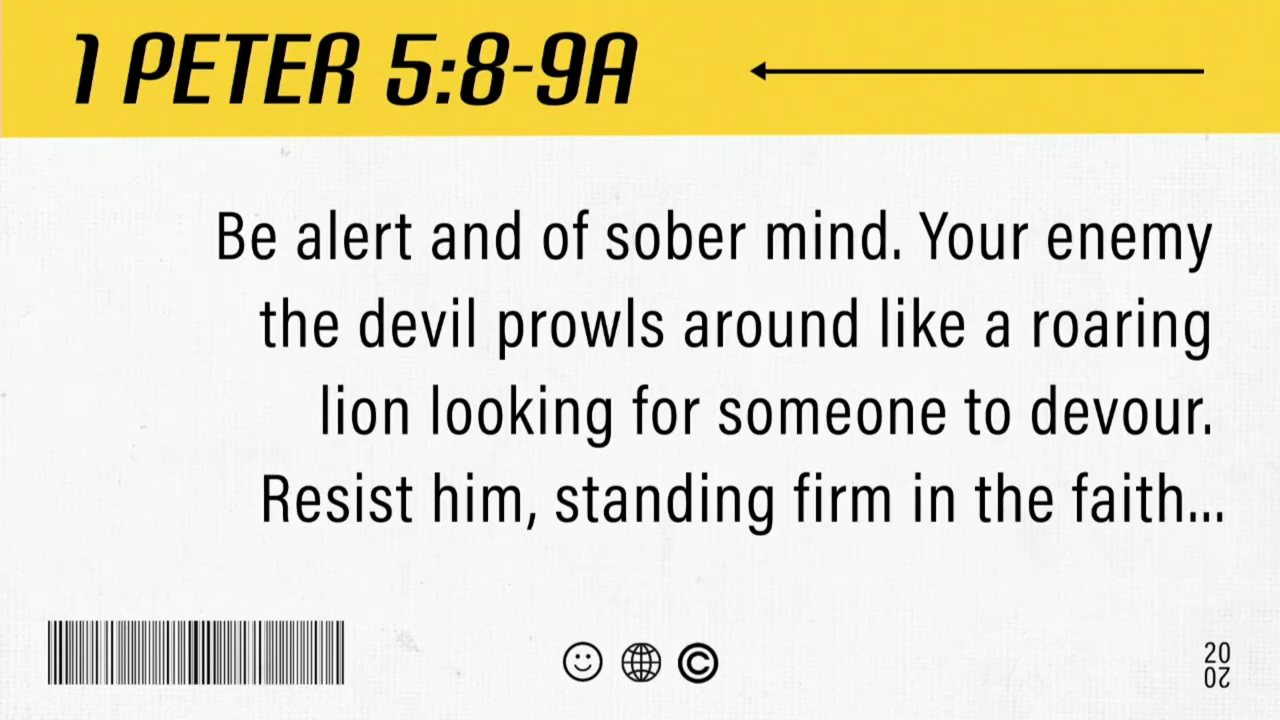 1 PETER 5:8-9A
Be alert and of sober mind. Your enemy
the devil prowls around like a roaring
lion looking for someone to devour.
Resist him, standing firm in the faith...
©
20
20